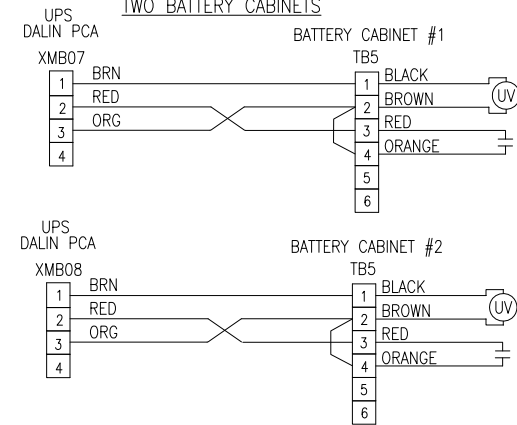 TWO BATTERY CABINETS
UPS
DALIN PCA
BATTERY CABINET #1
XMB07
TB5
1 BRN 1 BLACK
2 RED 2 BROWN UV
3 ORG 3 RED
4 4 ORANGE
5
6
UPS
DALIN PCA
BATTERY CABINET #2
XMB08
TB5
1 BRN 1 BLACK
2 RED 2 BROWN UV
3 ORG 3 RED
4 4 ORANGE
5
6